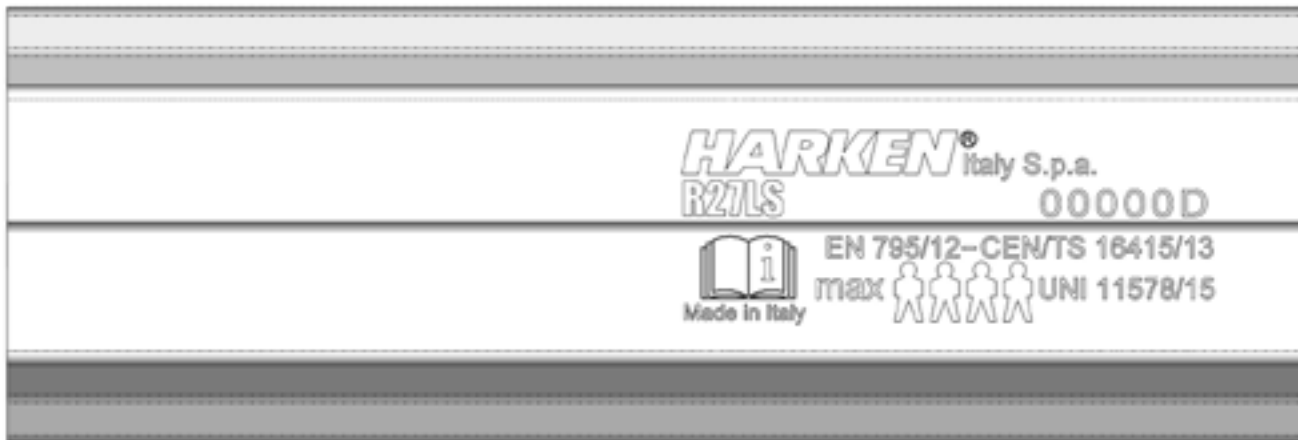 HARKEN® Italy S.p.a.
R27LS 00000D
i EN 795/12-CEN/TS 16415/13
max UNI 11578/15
Made in Italy